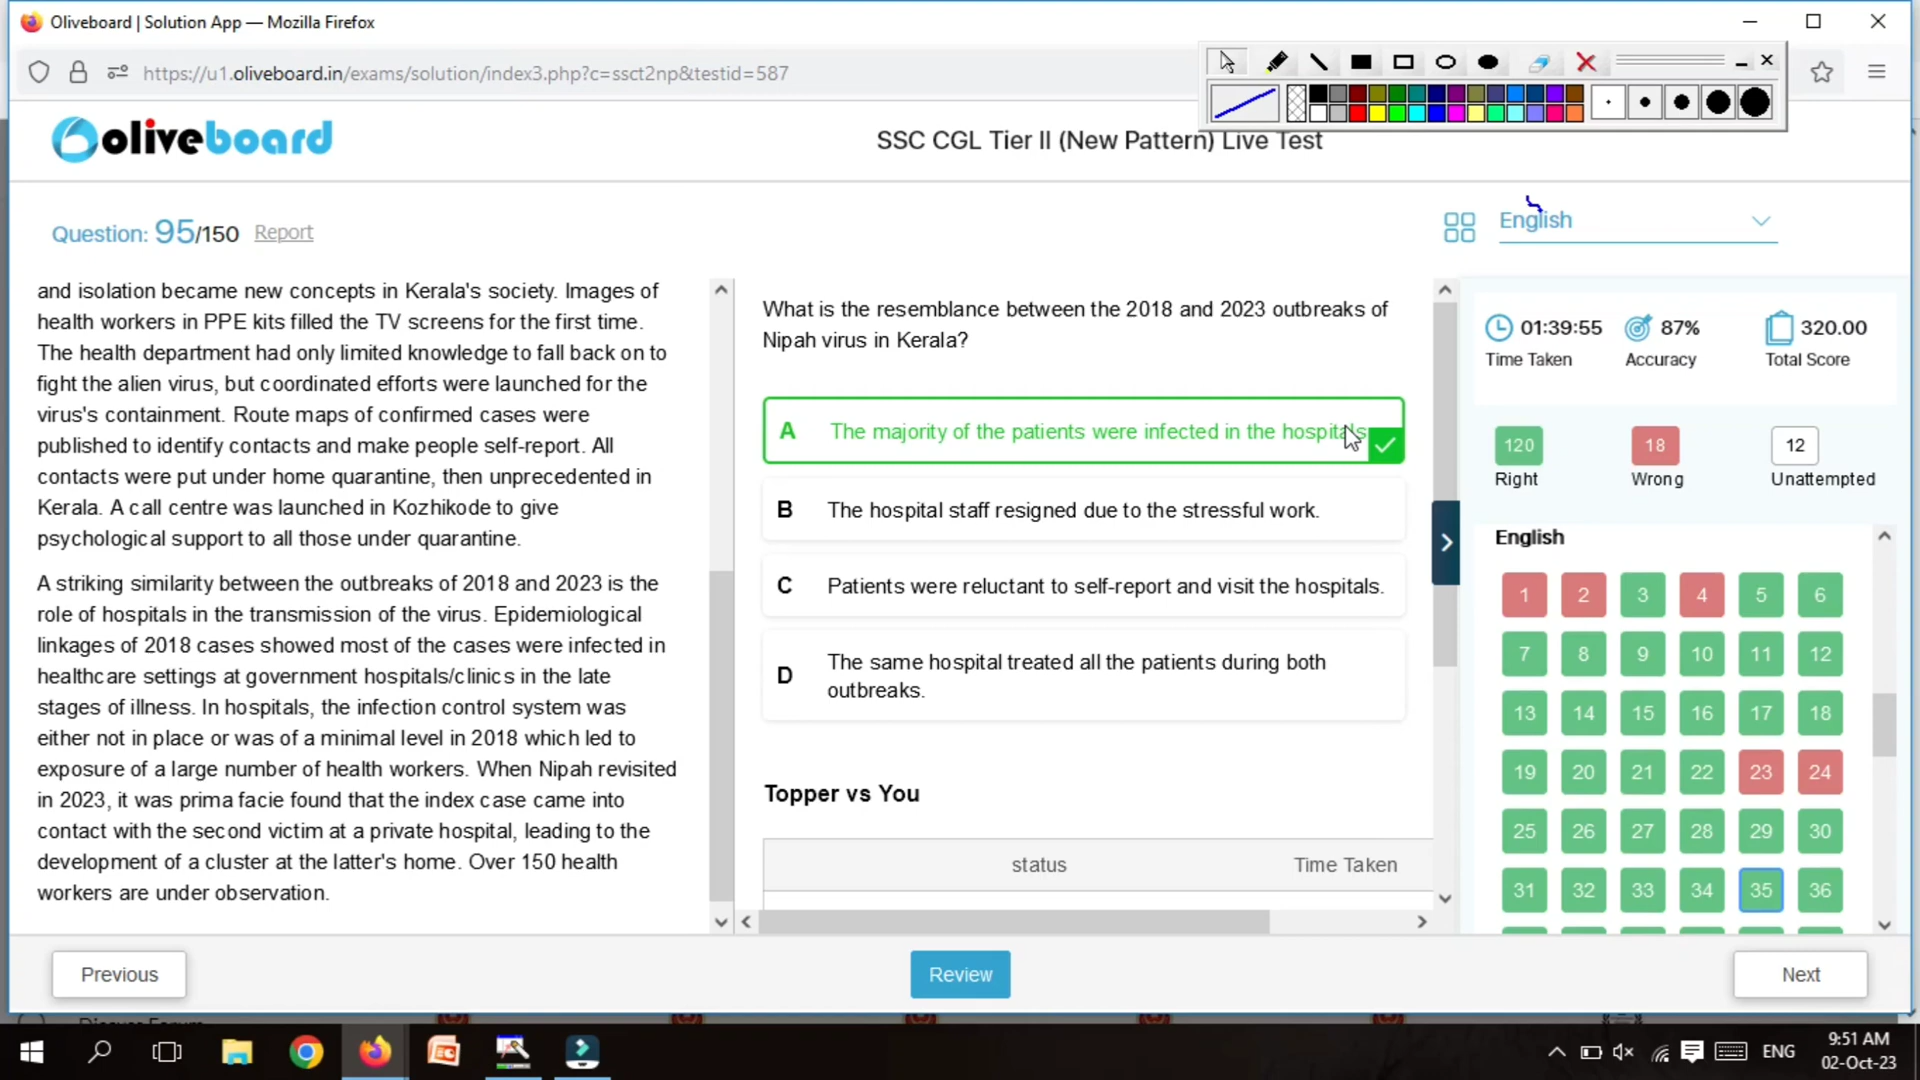 Oliveboard | Solution App — Mozilla Firefox
https://u1.oliveboard.in/exams/solution/index3.php?c=ssct2np&testid=587
oliveboard
SSC CGL Tier II (New Pattern) Live Test
Question: 95/150 Report
English
and isolation became new concepts in Kerala's society. Images of
health workers in PPE kits filled the TV screens for the first time.
The health department had only limited knowledge to fall back on to
fight the alien virus, but coordinated efforts were launched for the
virus's containment. Route maps of confirmed cases were
published to identify contacts and make people self-report. All
contacts were put under home quarantine, then unprecedented in
Kerala. A call centre was launched in Kozhikode to give
psychological support to all those under quarantine.
A striking similarity between the outbreaks of 2018 and 2023 is the
role of hospitals in the transmission of the virus. Epidemiological
linkages of 2018 cases showed most of the cases were infected in
healthcare settings at government hospitals/clinics in the late
stages of illness. In hospitals, the infection control system was
either not in place or was of a minimal level in 2018 which led to
exposure of a large number of health workers. When Nipah revisited
in 2023, it was prima facie found that the index case came into
contact with the second victim at a private hospital, leading to the
development of a cluster at the latter's home. Over 150 health
workers are under observation.
What is the resemblance between the 2018 and 2023 outbreaks of
Nipah virus in Kerala?
A The majority of the patients were infected in the hospitals
B The hospital staff resigned due to the stressful work.
C Patients were reluctant to self-report and visit the hospitals.
D The same hospital treated all the patients during both
outbreaks.
Topper vs You
status Time Taken
01:39:55 87% 320.00
Time Taken Accuracy Total Score
120 18 12
Right Wrong Unattempted
English
1 2 3 4 5 6
7 8 9 10 11 12
13 14 15 16 17 18
19 20 21 22 23 24
25 26 27 28 29 30
31 32 33 34 35 36
Previous Review Next
ENG
9:51 AM
02-Oct-23